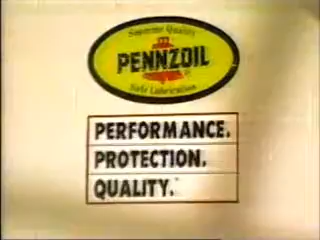 Supreme Quality
PENNZOIL
Safe Lubrication
PERFORMANCE.
PROTECTION.
QUALITY.